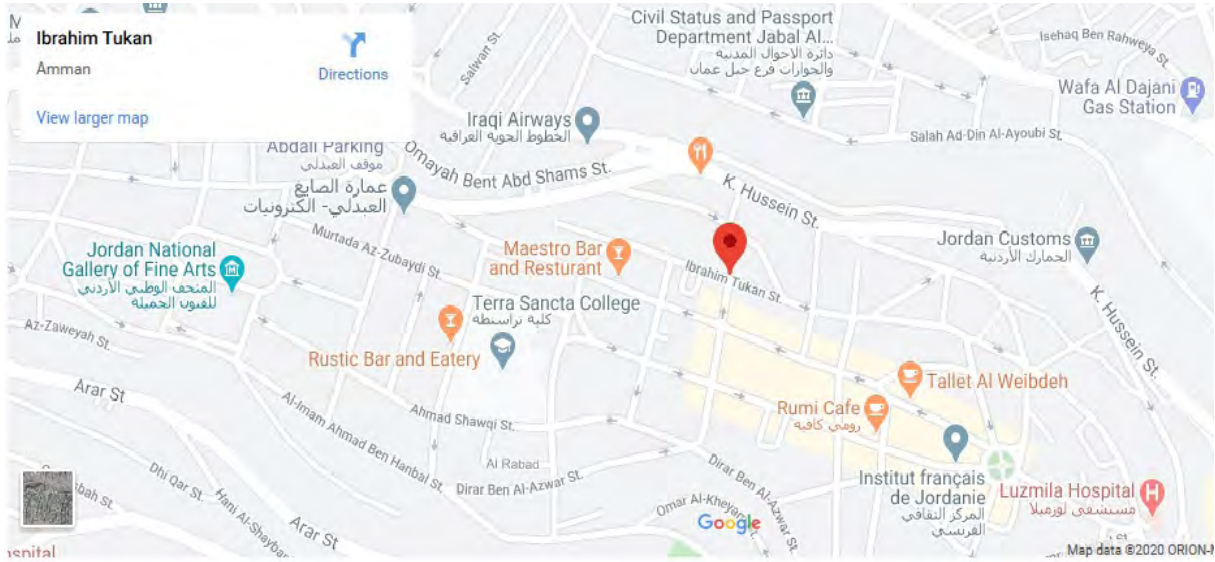 Ibrahim Tukan
Amman
Directions
View larger map
Civil Status and Passport
Department Jabal Al...
دائرة الاحوال المدنية
والجوازات فرع جبل عمان
Isehaq Ben Rahweya St.
Wafa Al Dajani
Gas Station
Salwart St.
Iraqi Airways
الخطوط الجوية العراقية
Salah Ad-Din Al-Ayoubi St.
Abdali Parking
موقف العبدلي
Omayah Bent Abd Shams St.
عمارة الصايغ
العبدلي- الكترونيات
K. Hussein St.
Murtada Az-Zubaydi St.
Jordan National
Gallery of Fine Arts
المتحف الوطني الأردني
للفنون الجميلة
Maestro Bar
and Resturant
Ibrahim Tukan St.
Jordan Customs
الجمارك الأردنية
K. Hussein St.
Terra Sancta College
كلية تراسنطة
Az-Zaweyah St.
Rustic Bar and Eatery
Tallet Al Weibdeh
Arar St
Rumi Cafe
رومي كافيه
Al-Imam Ahmad Ben Hanbal St.
Ahmad Shawqi St.
Al Rabad
Dhi Qar St.
Dirar Ben Al-Azwar St.
Dirar Ben Al-Azwar St.
Institut français
de Jordanie
المركز الثقافي
الفرنسي
Luzmila Hospital
مستشفى لوزميلا
bah St.
Hani Al-Shayban
Arar St
Omar Al-Kheyar
Google
ospital
Map data ©2020 ORION-M